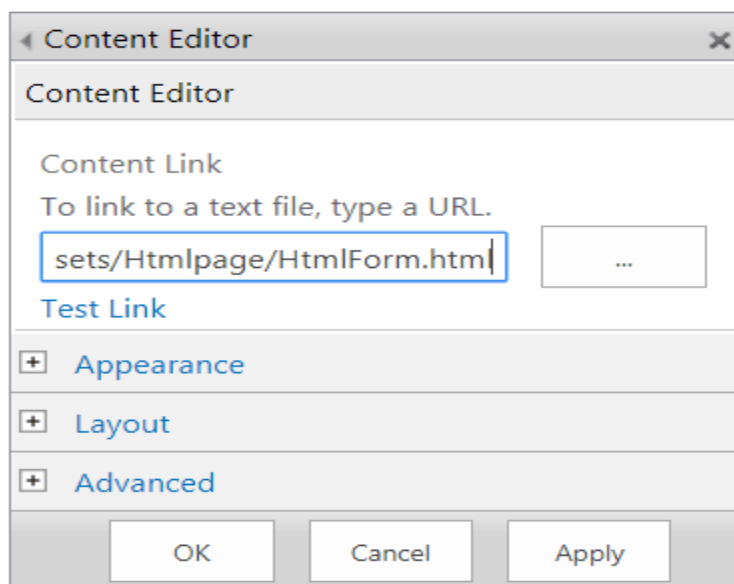 Content Editor
Content Editor
Content Link
To link to a text file, type a URL.
sets/Htmlpage/HtmlForm.html
...
Test Link
Appearance
Layout
Advanced
OK Cancel Apply